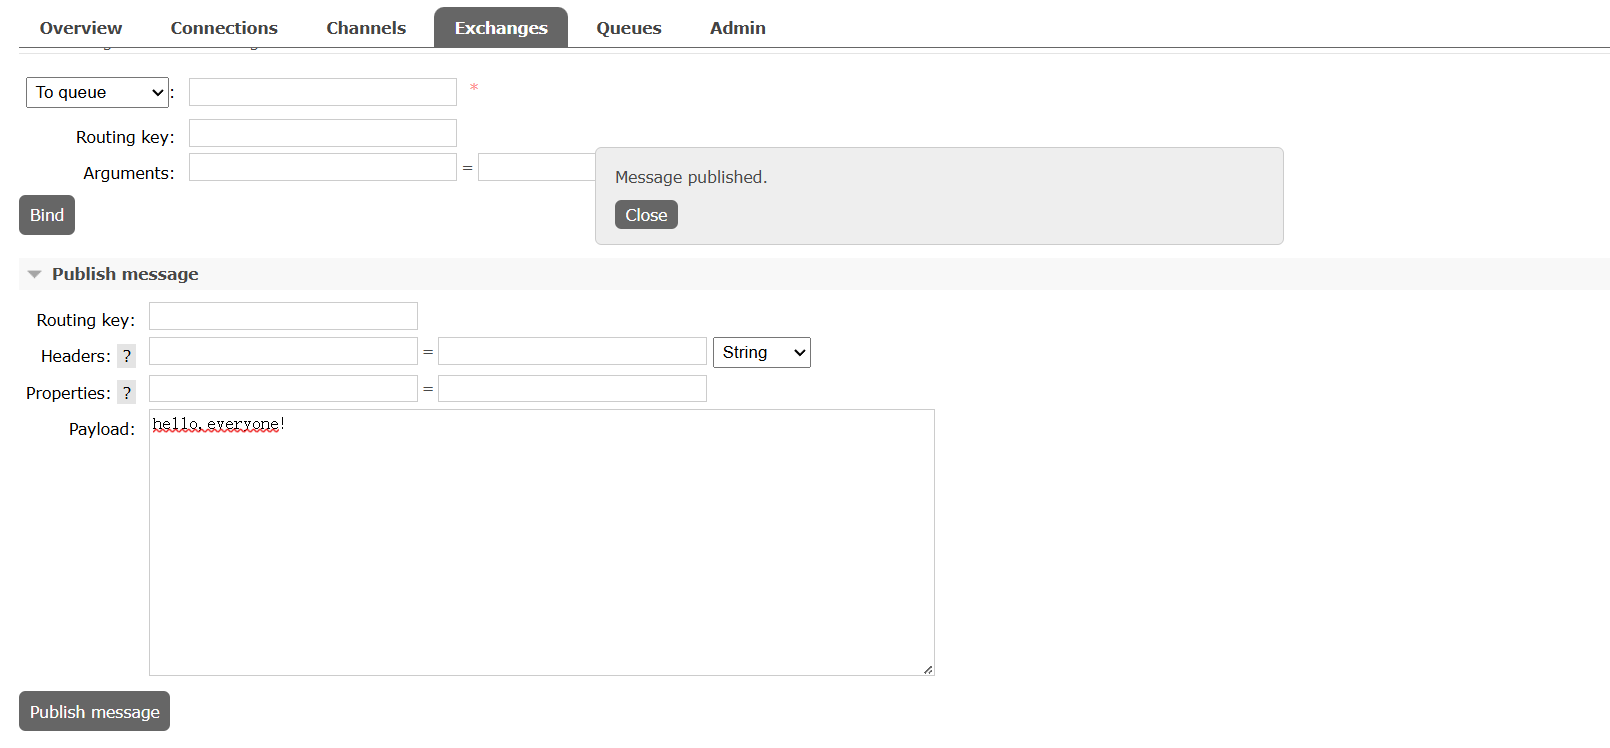 Overview Connections Channels Exchanges Queues Admin
To queue : *
Routing key:
Arguments: =
Message published.
Close
Bind
Publish message
Routing key:
Headers: ? = String
Properties: ? =
Payload: hello,everyone!
Publish message